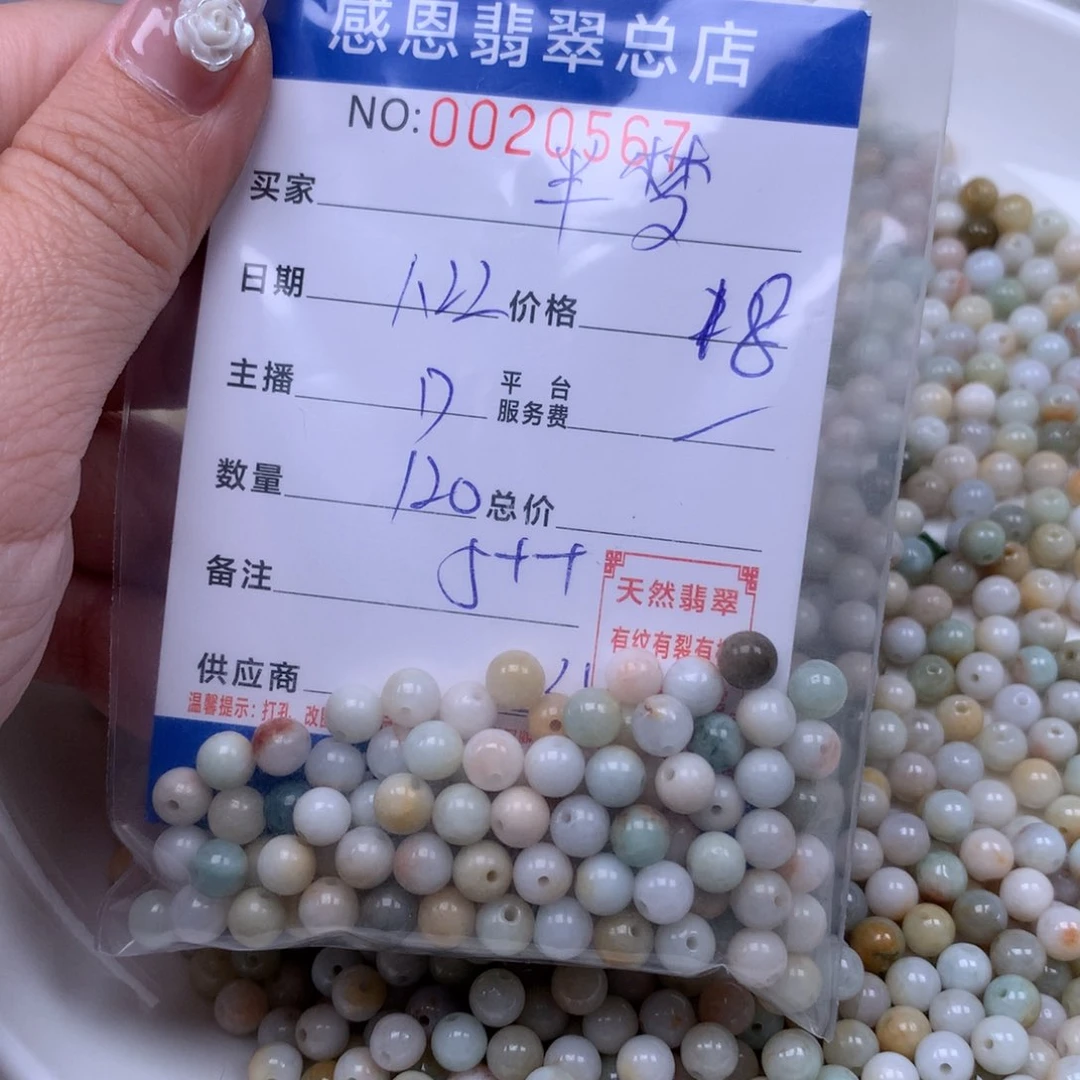 感恩翡翠总店
NO:0020567
买家 半梦
日期 1.22 价格 18
主播 D 平台服务费 —
数量 120 总价
备注 5++
天然翡翠
有纹有裂有
供应商
温馨提示：打孔 改